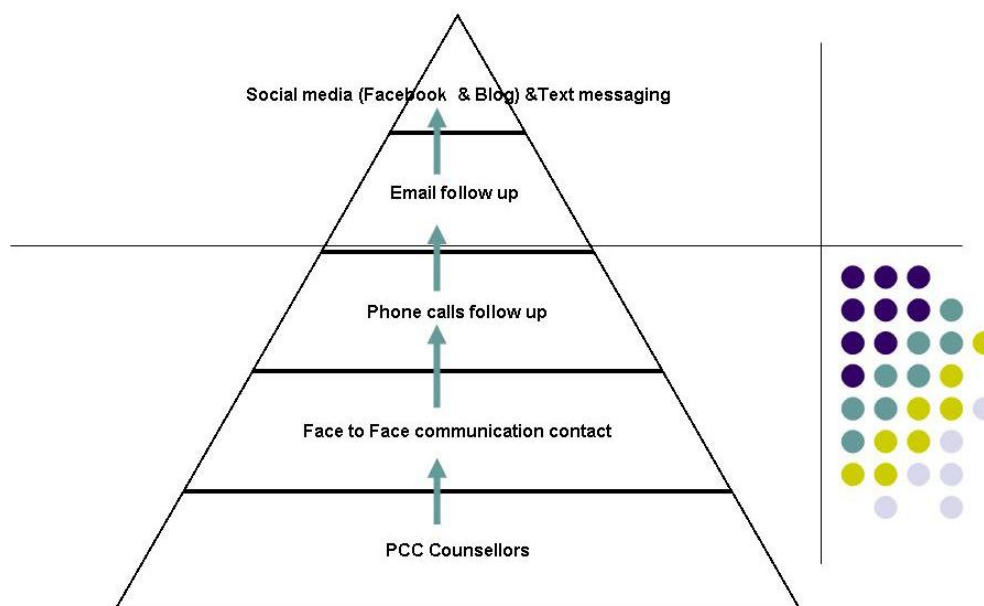 Social media (Facebook & Blog) &Text messaging
Email follow up
Phone calls follow up
Face to Face communication contact
PCC Counsellors